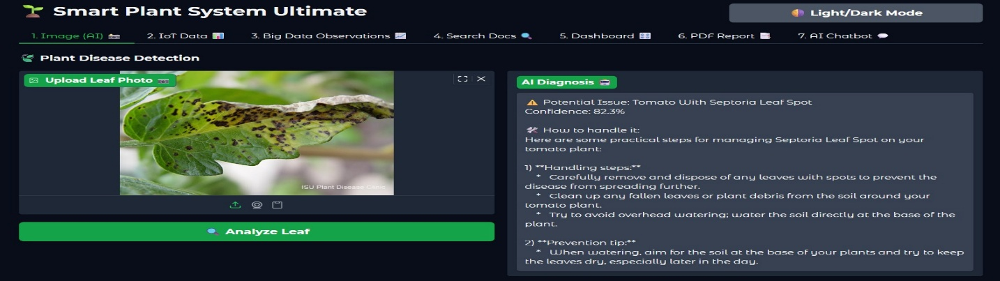 🌱 Smart Plant System Ultimate
🌗 Light/Dark Mode
1. Image (AI) 📸
2. IoT Data 📊
3. Big Data Observations 📈
4. Search Docs 🔍
5. Dashboard 🎛️
6. PDF Report 📑
7. AI Chatbot 💬
🌿 Plant Disease Detection
Upload Leaf Photo 📸
ISU Plant Disease Clinic
🔍 Analyze Leaf
AI Diagnosis 🤖
⚠️ Potential Issue: Tomato With Septoria Leaf Spot
Confidence: 82.3%
🛠️ How to handle it:
Here are some practical steps for managing Septoria Leaf Spot on your
tomato plant:
1) **Handling steps:**
* Carefully remove and dispose of any leaves with spots to prevent the
disease from spreading further.
* Clean up any fallen leaves or plant debris from the soil around your
tomato plant.
* Try to avoid overhead watering; water the soil directly at the base of the
plant.
2) **Prevention tip:**
* When watering, aim for the soil at the base of your plants and try to keep
the leaves dry, especially later in the day.